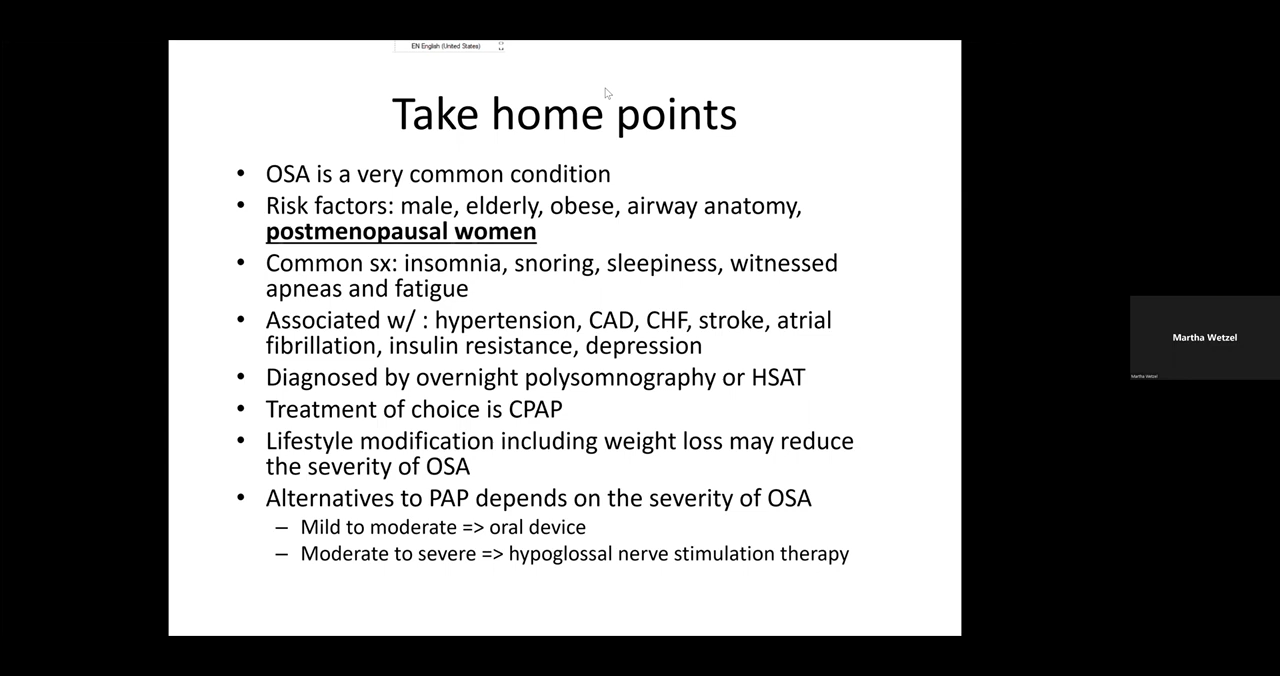 EN English (United States)
Take home points
• OSA is a very common condition
• Risk factors: male, elderly, obese, airway anatomy,
postmenopausal women
• Common sx: insomnia, snoring, sleepiness, witnessed
apneas and fatigue
• Associated w/ : hypertension, CAD, CHF, stroke, atrial
fibrillation, insulin resistance, depression
• Diagnosed by overnight polysomnography or HSAT
• Treatment of choice is CPAP
• Lifestyle modification including weight loss may reduce
the severity of OSA
• Alternatives to PAP depends on the severity of OSA
– Mild to moderate => oral device
– Moderate to severe => hypoglossal nerve stimulation therapy
Martha Wetzel
Martha Wetzel